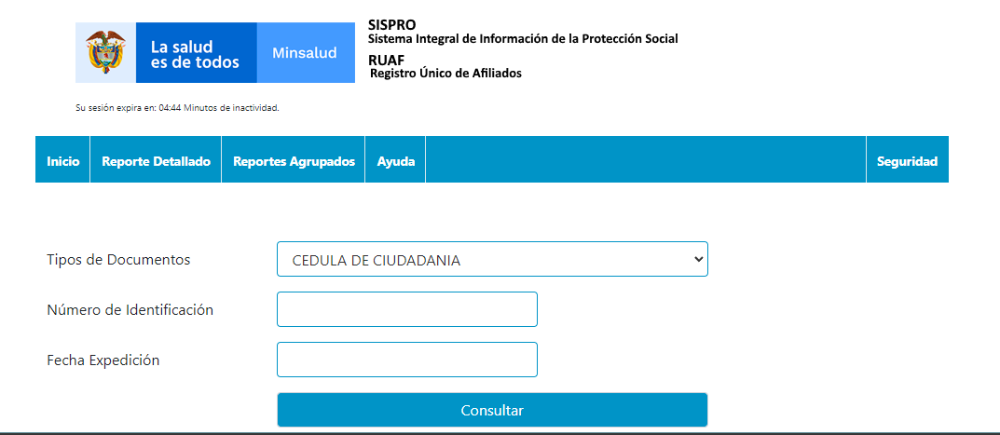 La salud
es de todos
Minsalud
SISPRO
Sistema Integral de Información de la Protección Social
RUAF
Registro Único de Afiliados
Su sesión expira en: 04:44 Minutos de inactividad.
Inicio Reporte Detallado Reportes Agrupados Ayuda Seguridad
Tipos de Documentos CEDULA DE CIUDADANIA
Número de Identificación
Fecha Expedición
Consultar